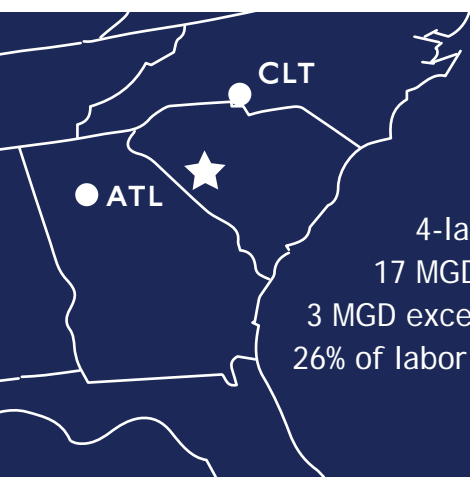 CLT
ATL
4-la
17 MGD
3 MGD exce
26% of labor